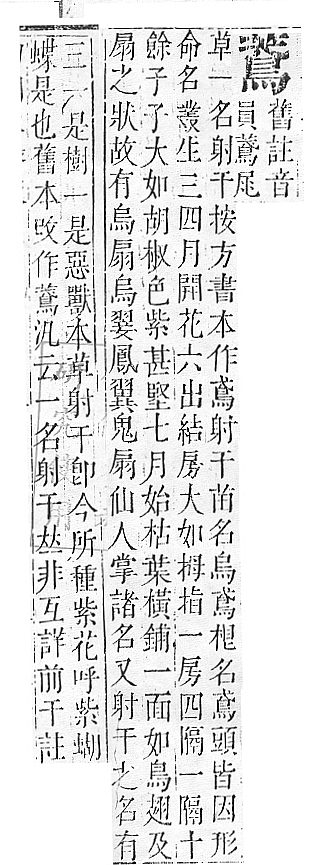 舊註音
員尾
草一名射干按方書本作鳶射干苗名烏鳶根名鳶頭皆因形
命名叢生三四月開花六出結房大如拇指一房四隔一隔十
餘子子大如胡椒色紫甚堅七月始枯葉橫鋪一面如烏翅及
扇之狀故有烏扇烏翣鳳翼鬼扇仙人掌諸名又射干之名有
三一是樹一是惡獸本草射干卽今所種紫花呼紫蝴
蝶是也舊本攺作汎云一名射干𠀤非互詳前干註